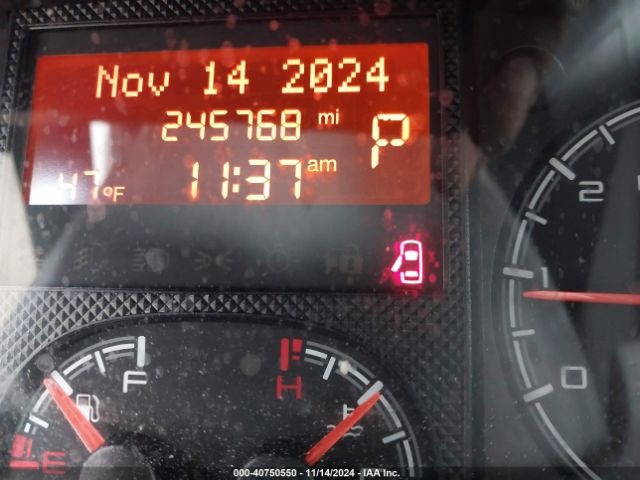 Nov 14 2024
245768 mi P
47°F 11:37 am
2
1
0
F H
E
000-40750550 - 11/14/2024 - IAA Inc.